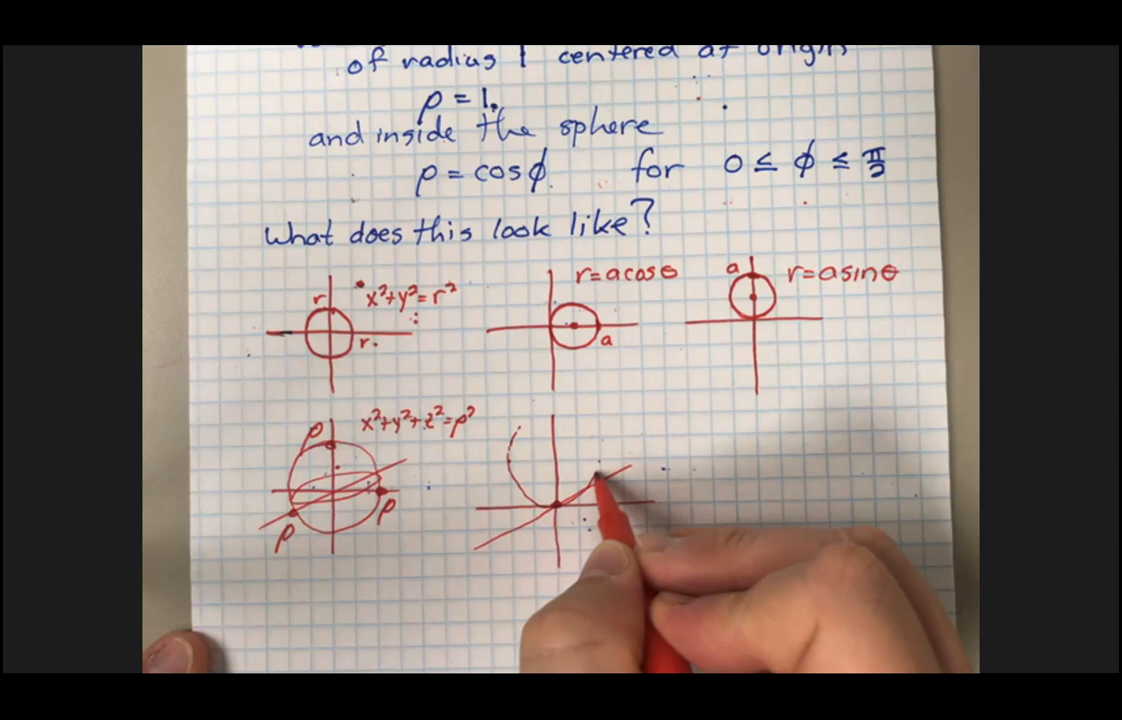 of radius 1 centered at origin
ρ = 1.
and inside the sphere
ρ = cosϕ. for 0 ≤ ϕ ≤ π/2
What does this look like?
r x²+y²=r² r.
r=acosθ a
a r=asinθ
ρ x²+y²+z²=ρ² ρ ρ